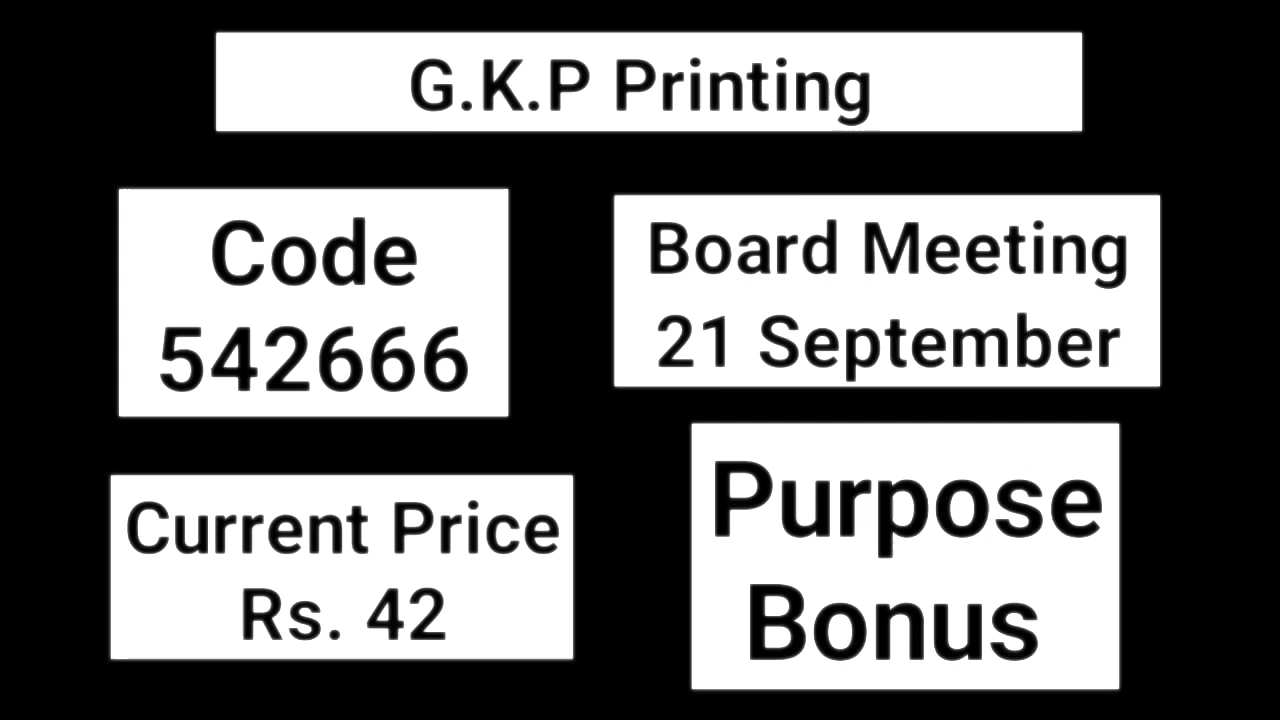 G.K.P Printing
Code
542666
Board Meeting
21 September
Current Price
Rs. 42
Purpose
Bonus